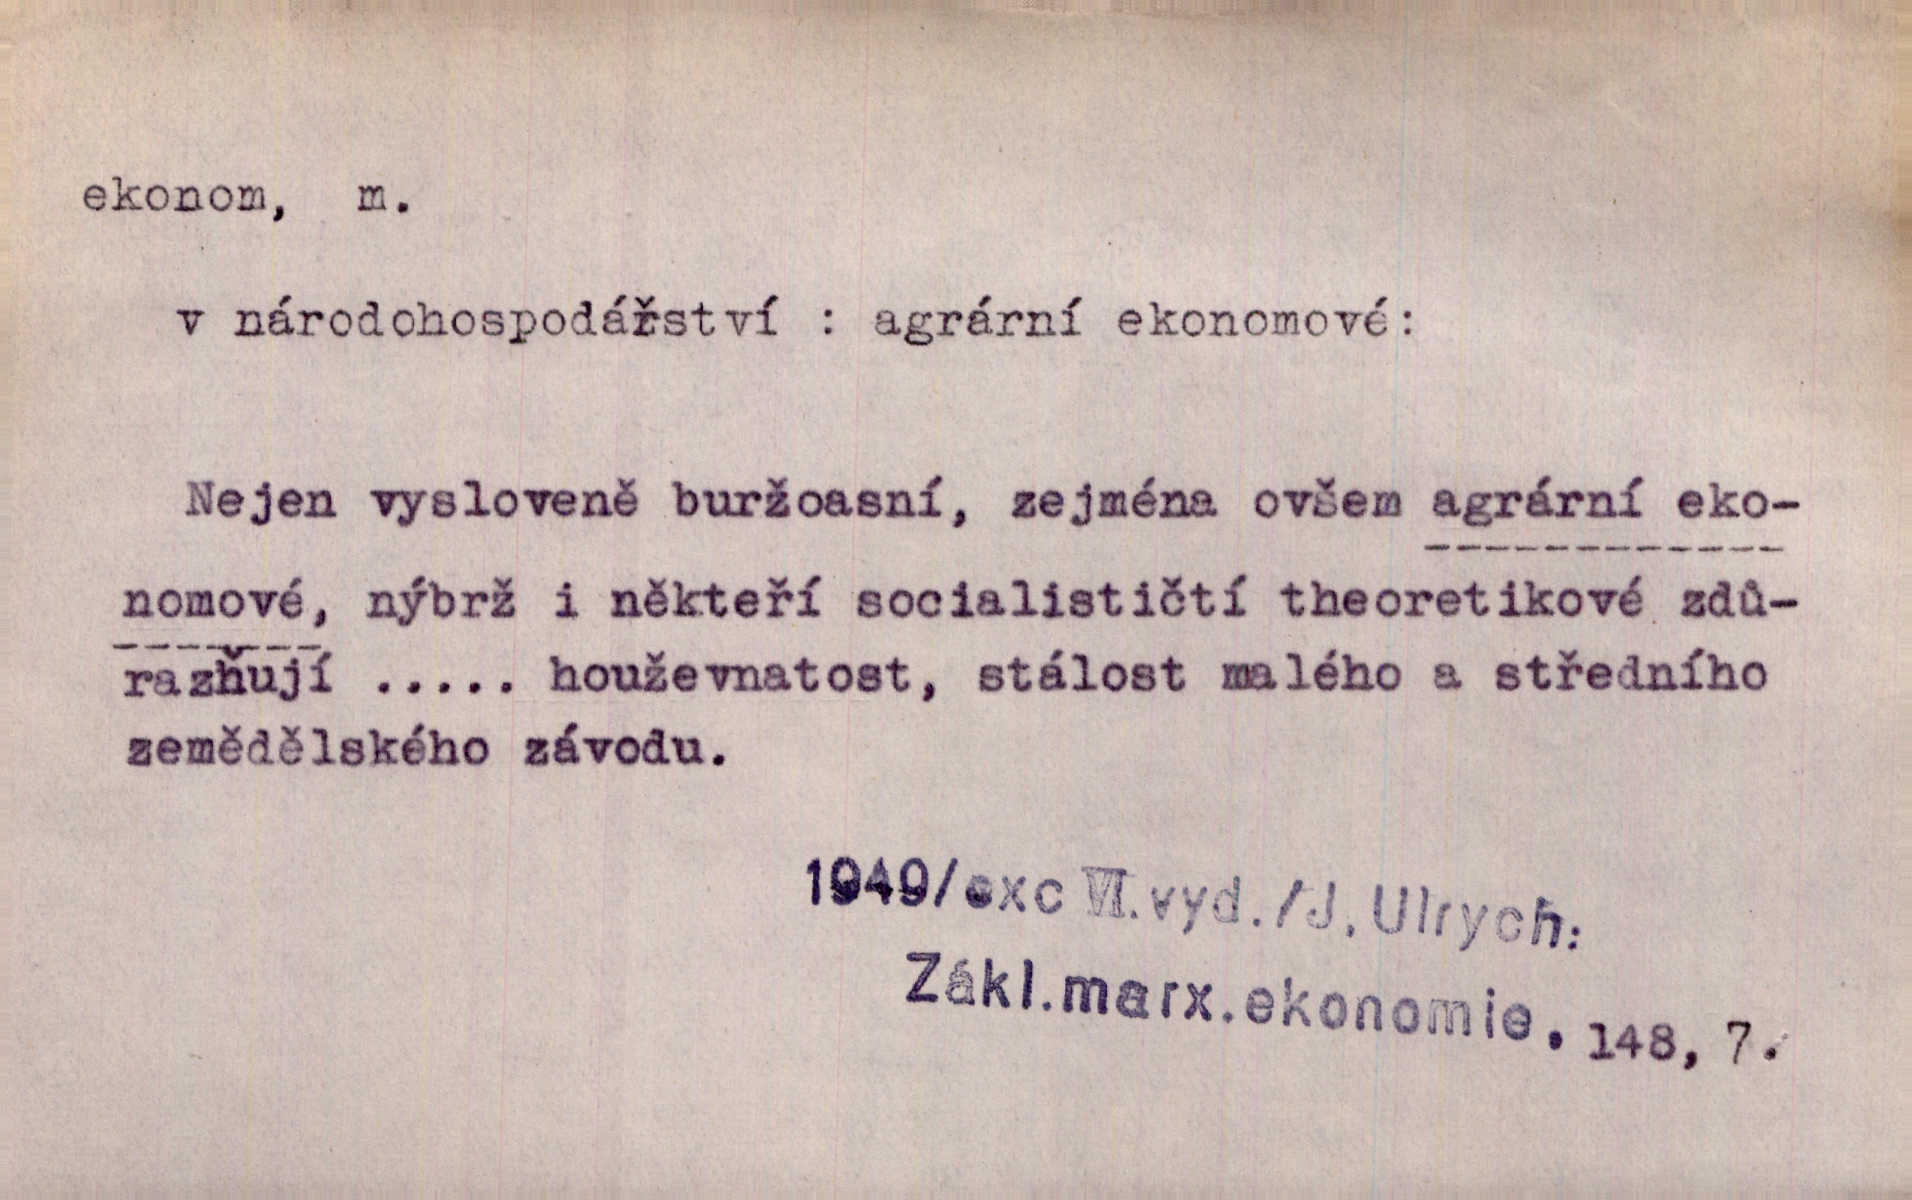 ekonom, m.
v národohospodářství : agrární ekonomové:
Nejen vysloveně buržoasní, zejména ovšem agrární eko-
nomové, nýbrž i někteří socialističtí theoretikové zdů-
razňují ..... houževnatost, stálost malého a středního
zemědělského závodu.
1949/exc VI.vyd./J. Ulrych:
Zákl.marx.ekonomie. 148, 7.